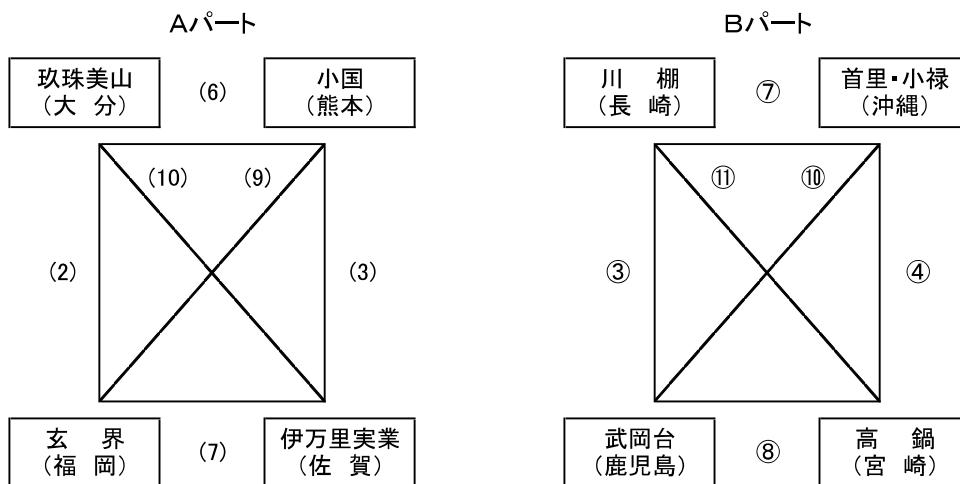 Aパート
玖珠美山
(大 分)
(6)
小国
(熊本)
(10)
(9)
(2)
(3)
玄 界
(福 岡)
(7)
伊万里実業
(佐 賀)
Bパート
川 棚
(長 崎)
⑦
首里・小禄
(沖縄)
⑪
⑩
③
④
武岡台
(鹿児島)
⑧
高 鍋
(宮 崎)